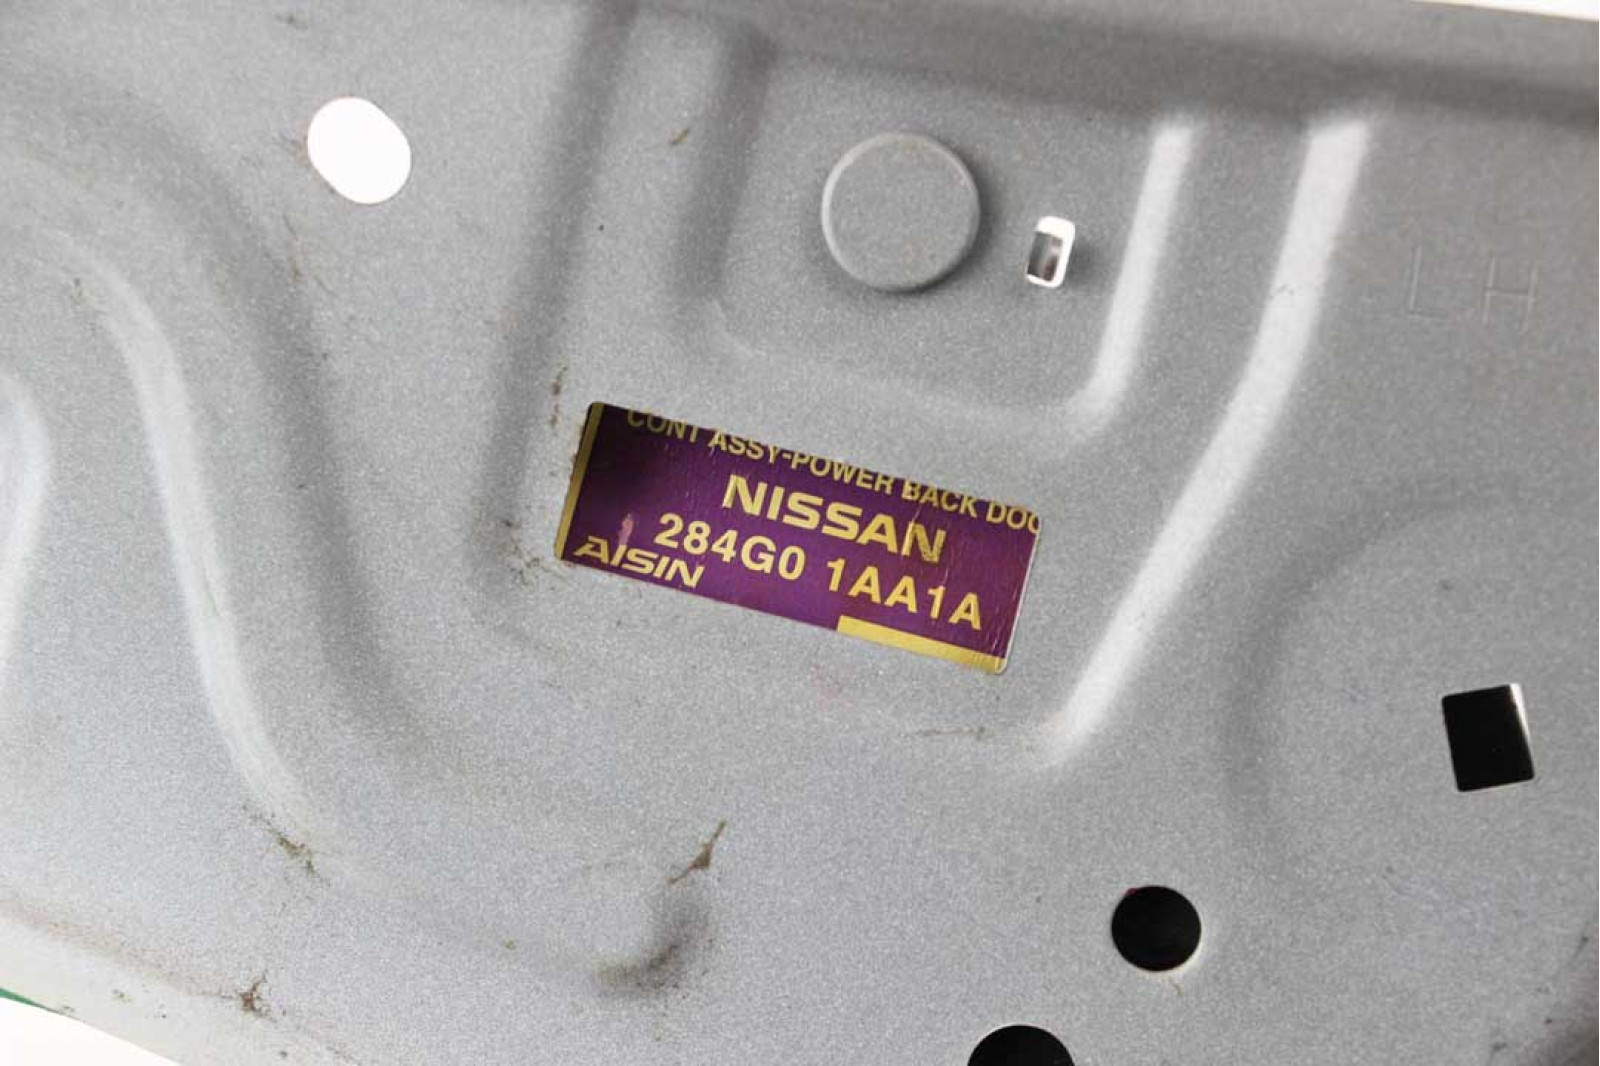 CONT ASSY-POWER BACK DOO
NISSAN
284G0 1AA1A
AISIN
LH